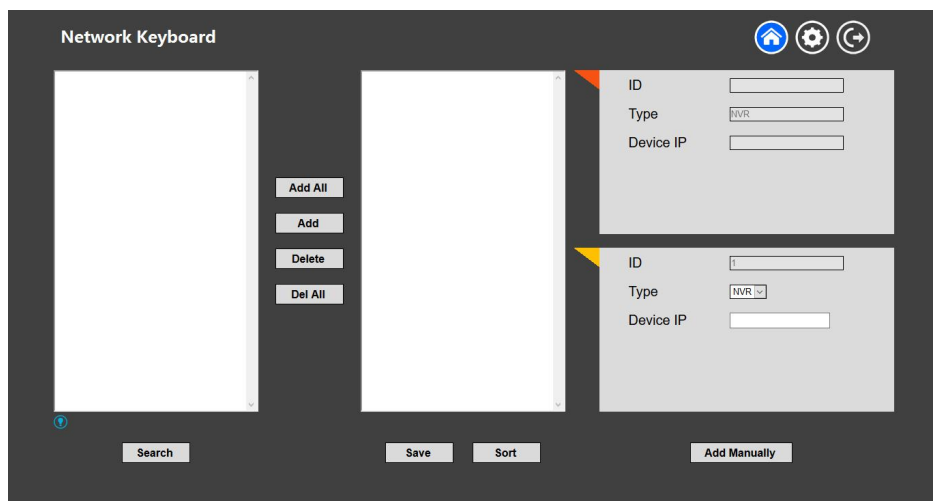 Network Keyboard
Add All
Add
Delete
Del All
ID
Type NVR
Device IP
ID 1
Type NVR
Device IP
Search
Save
Sort
Add Manually